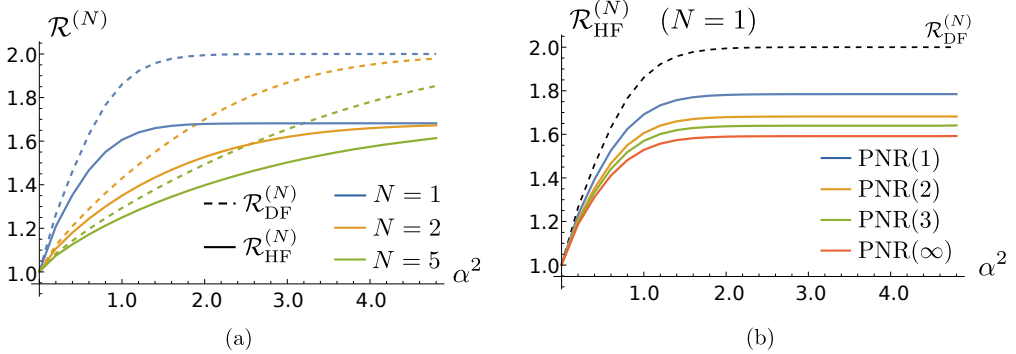 R^(N)
2.0
1.8
1.6
1.4
1.2
1.0
1.0 2.0 3.0 4.0
α²
R_DF^(N)
R_HF^(N)
N = 1
N = 2
N = 5
(a)
R_HF^(N) (N = 1)
R_DF^(N)
2.0
1.8
1.6
1.4
1.2
1.0
1.0 2.0 3.0 4.0
α²
PNR(1)
PNR(2)
PNR(3)
PNR(∞)
(b)